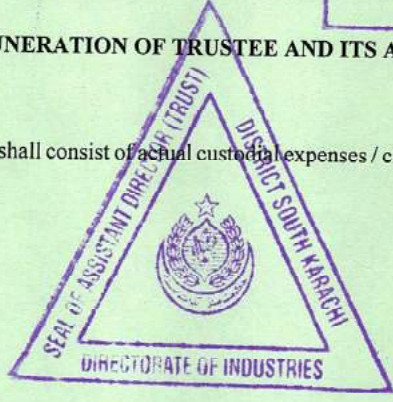 UNERATION OF TRUSTEE AND ITS A
shall consist of actual custodial expenses / c
SEAL OF ASSISTANT DIRECTOR (TRUST)
DISTRICT SOUTH KARACHI
DIRECTORATE OF INDUSTRIES